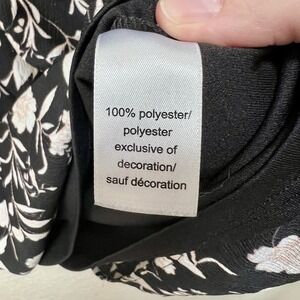 100% polyester/
polyester
exclusive of
decoration/
sauf décoration